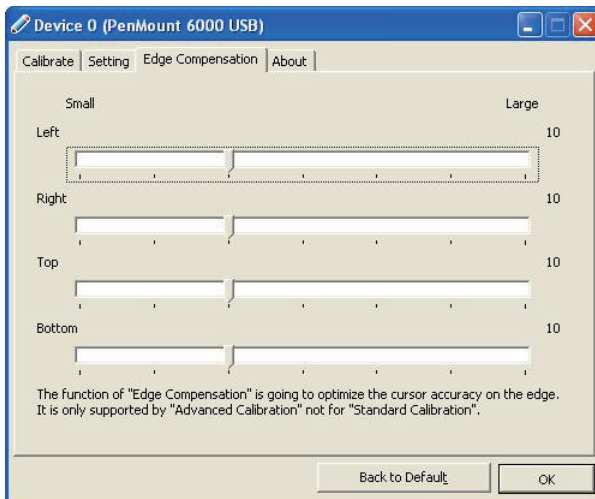 Device 0 (PenMount 6000 USB)
Calibrate Setting Edge Compensation About
Small Large
Left 10
Right 10
Top 10
Bottom 10
The function of "Edge Compensation" is going to optimize the cursor accuracy on the edge.
It is only supported by "Advanced Calibration" not for "Standard Calibration".
Back to Default OK